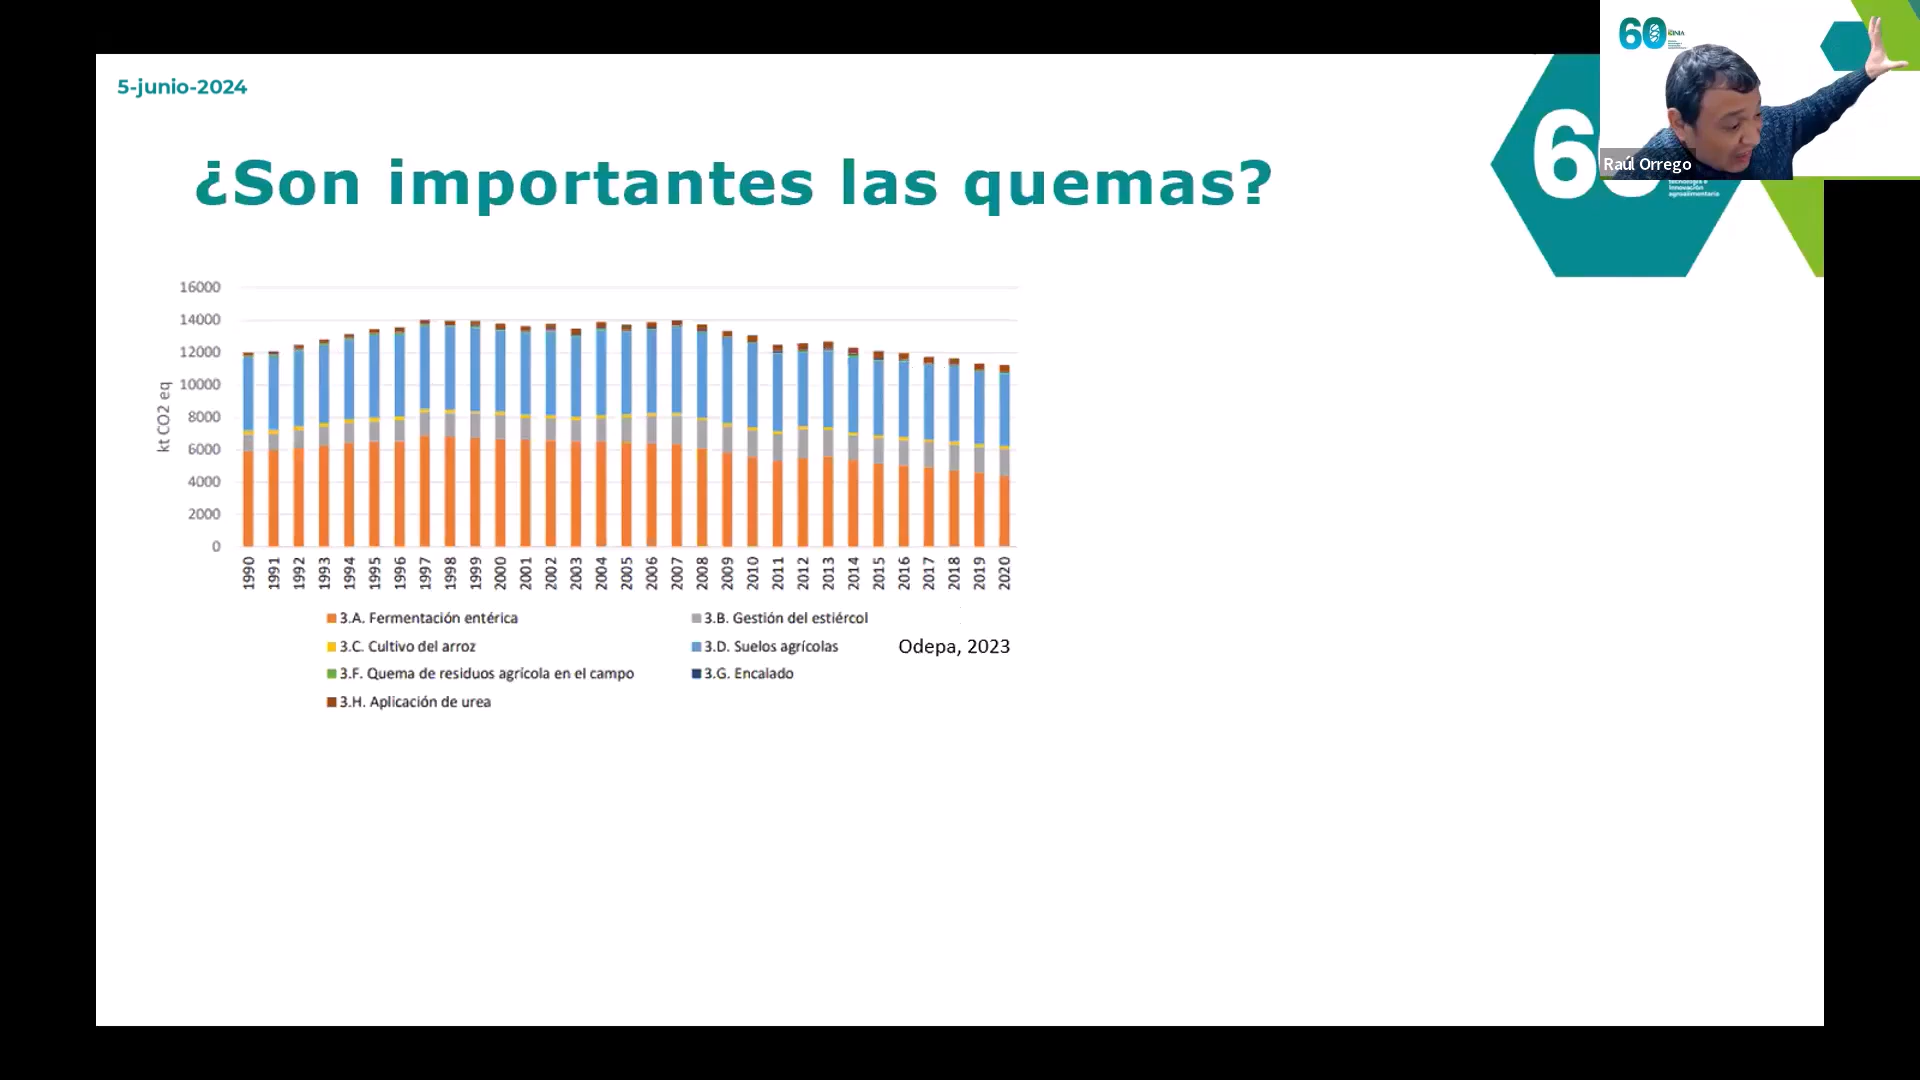 5-junio-2024
¿Son importantes las quemas?
16000
14000
12000
10000
8000
6000
4000
2000
0
kt CO2 eq
1990
1991
1992
1993
1994
1995
1996
1997
1998
1999
2000
2001
2002
2003
2004
2005
2006
2007
2008
2009
2010
2011
2012
2013
2014
2015
2016
2017
2018
2019
2020
3.A. Fermentación entérica
3.B. Gestión del estiércol
3.C. Cultivo del arroz
3.D. Suelos agrícolas
3.F. Quema de residuos agrícola en el campo
3.G. Encalado
3.H. Aplicación de urea
Odepa, 2023
60
INIA
Raúl Orrego
6
innovación
agroalimentaria